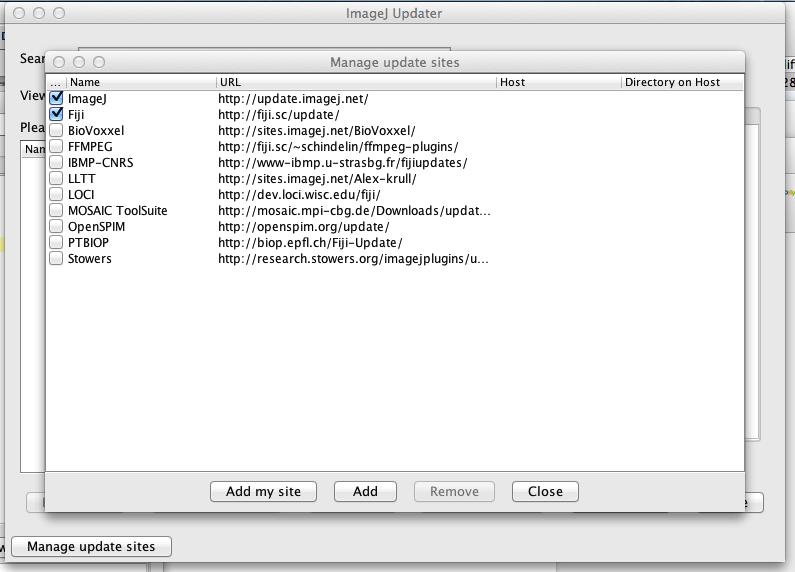 ImageJ Updater
Manage update sites
... Name URL Host Directory on Host
ImageJ http://update.imagej.net/
Fiji http://fiji.sc/update/
BioVoxxel http://sites.imagej.net/BioVoxxel/
FFMPEG http://fiji.sc/~schindelin/ffmpeg-plugins/
IBMP-CNRS http://www-ibmp.u-strasbg.fr/fijiupdates/
LLTT http://sites.imagej.net/Alex-krull/
LOCI http://dev.loci.wisc.edu/fiji/
MOSAIC ToolSuite http://mosaic.mpi-cbg.de/Downloads/updat...
OpenSPIM http://openspim.org/update/
PTBIOP http://biop.epfl.ch/Fiji-Update/
Stowers http://research.stowers.org/imagejplugins/u...
Add my site Add Remove Close
Manage update sites